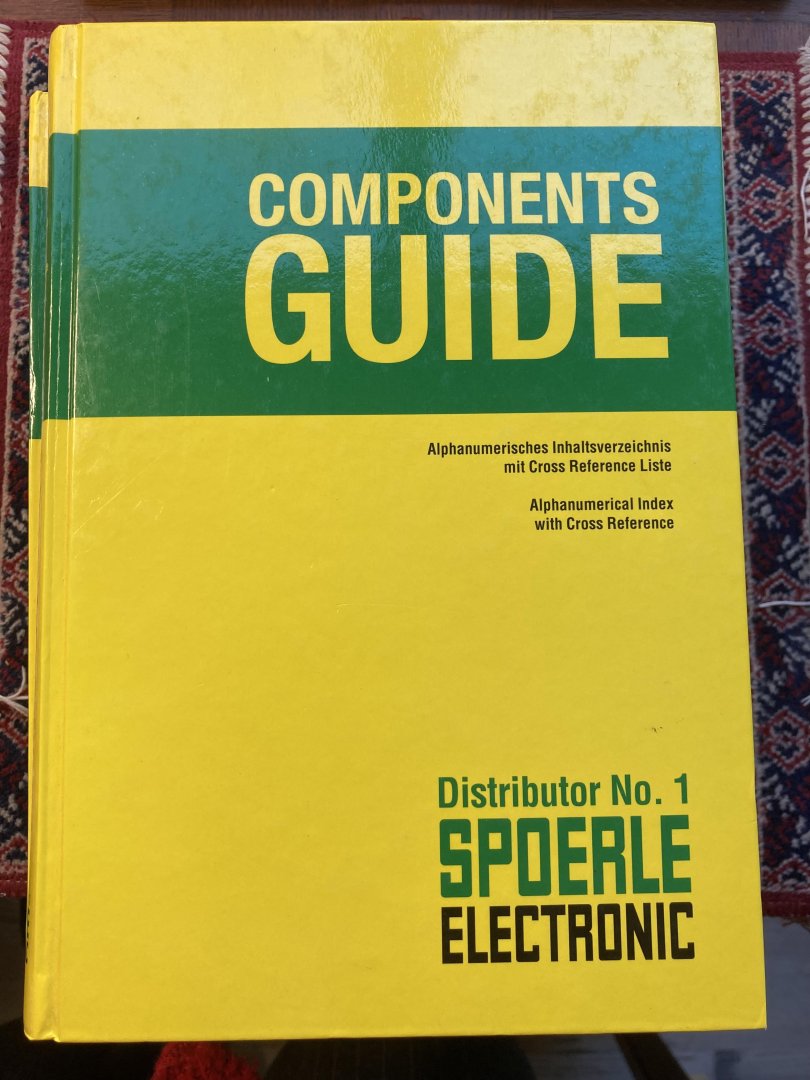 COMPONENTS
GUIDE
Alphanumerisches Inhaltsverzeichnis
mit Cross Reference Liste
Alphanumerical Index
with Cross Reference
Distributor No. 1
SPOERLE
ELECTRONIC